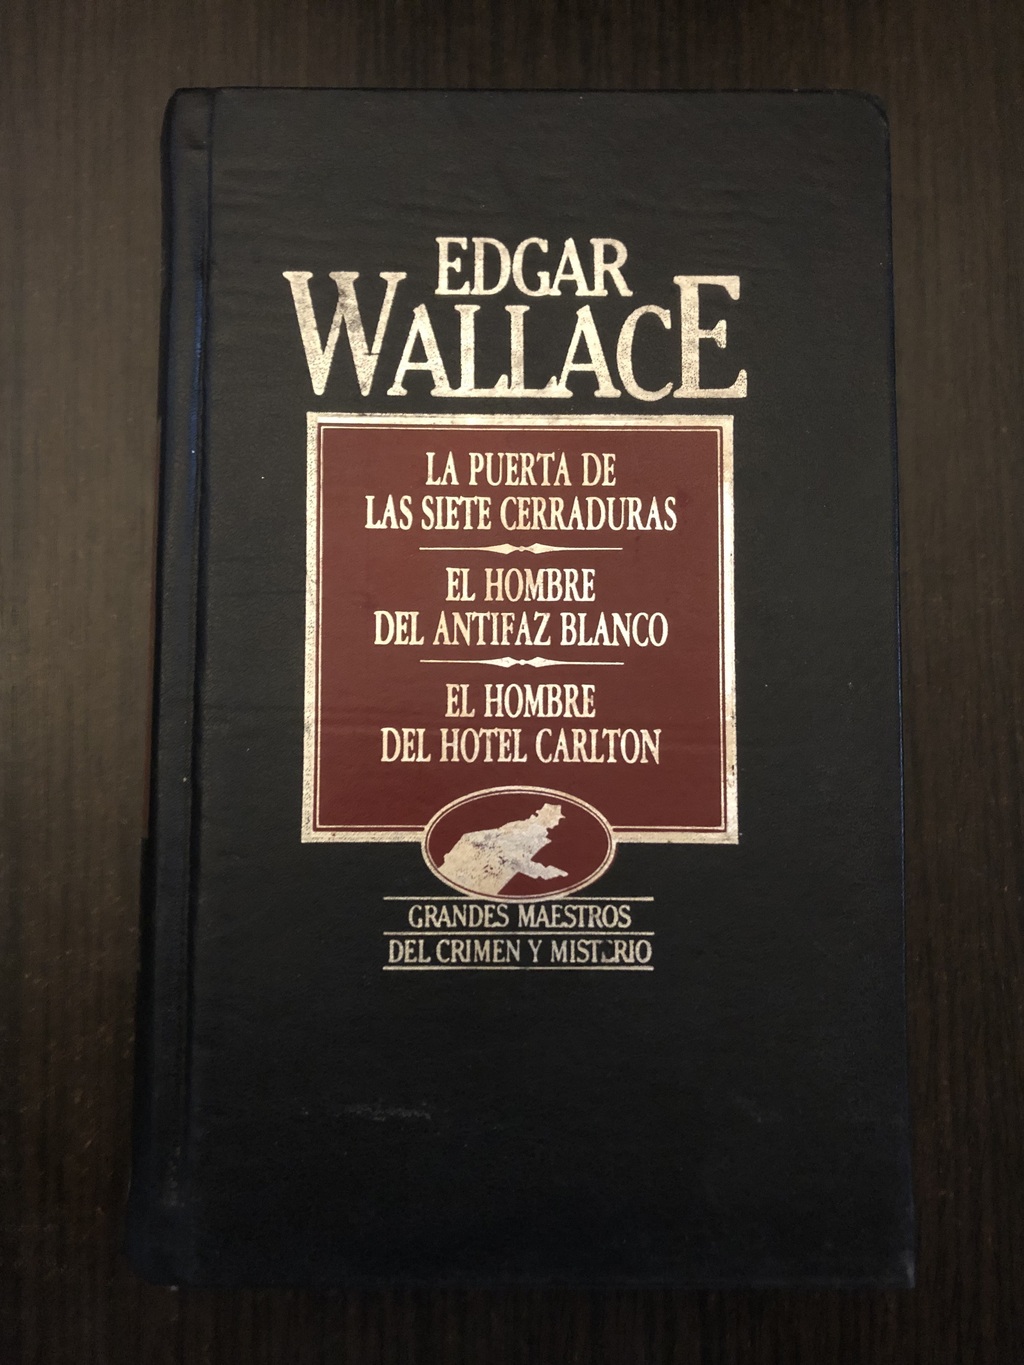 EDGAR
WALLACE
LA PUERTA DE
LAS SIETE CERRADURAS
EL HOMBRE
DEL ANTIFAZ BLANCO
EL HOMBRE
DEL HOTEL CARLTON
GRANDES MAESTROS
DEL CRIMEN Y MISTERIO